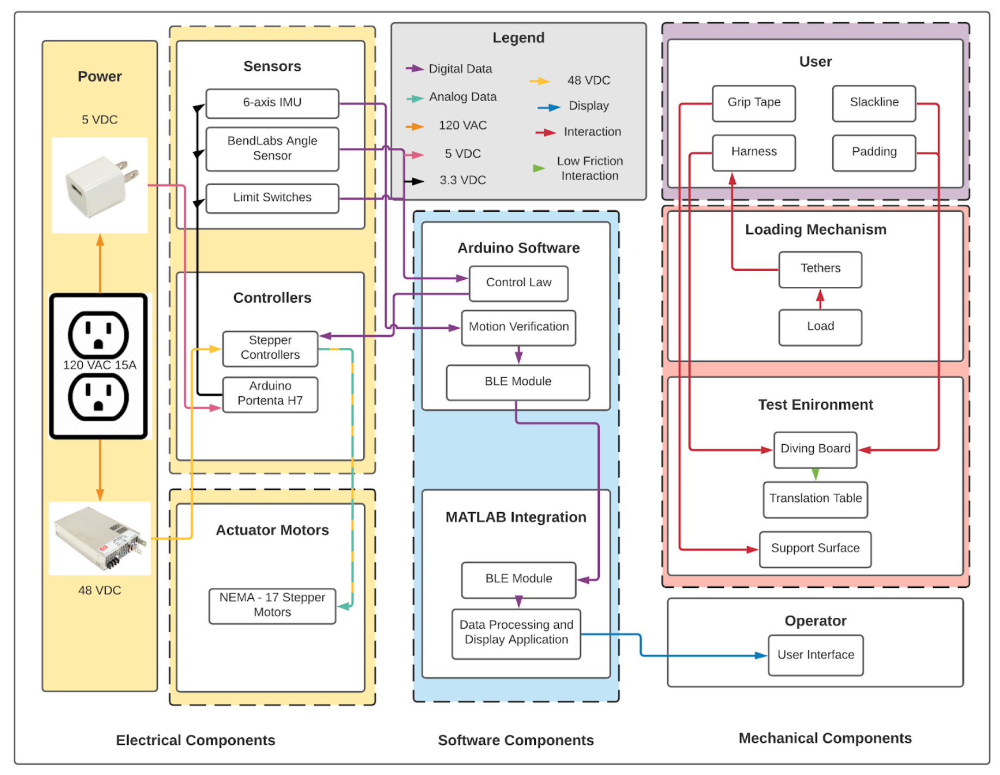 Power
5 VDC
120 VAC 15A
48 VDC
Sensors
6-axis IMU
BendLabs Angle
Sensor
Limit Switches
Controllers
Stepper
Controllers
Arduino
Portenta H7
Actuator Motors
NEMA - 17 Stepper
Motors
Legend
Digital Data
Analog Data
120 VAC
5 VDC
3.3 VDC
48 VDC
Display
Interaction
Low Friction
Interaction
Arduino Software
Control Law
Motion Verification
BLE Module
MATLAB Integration
BLE Module
Data Processing and
Display Application
User
Grip Tape
Slackline
Harness
Padding
Loading Mechanism
Tethers
Load
Test Enironment
Diving Board
Translation Table
Support Surface
Operator
User Interface
Electrical Components
Software Components
Mechanical Components